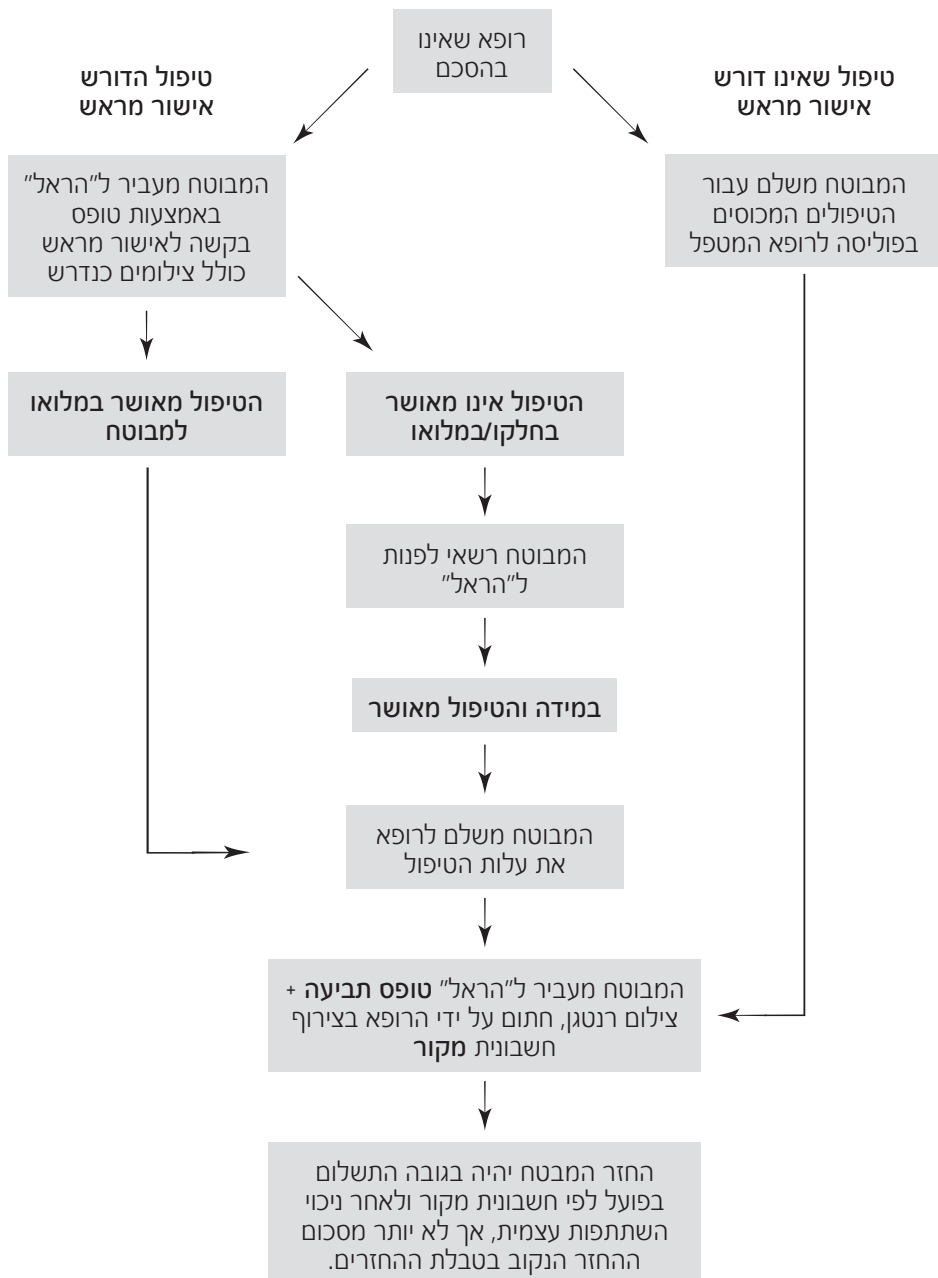 רופא שאינו
בהסכם
טיפול שאינו דורש
אישור מראש
טיפול הדורש
אישור מראש
המבוטח משלם עבור
הטיפולים המכוסים
בפוליסה לרופא המטפל
המבוטח מעביר ל"הראל"
באמצעות טופס
בקשה לאישור מראש
כולל צילומים כנדרש
הטיפול אינו מאושר
בחלקו/במלואו
הטיפול מאושר במלואו
למבוטח
המבוטח רשאי לפנות
ל"הראל"
במידה והטיפול מאושר
המבוטח משלם לרופא
את עלות הטיפול
המבוטח מעביר ל"הראל" טופס תביעה +
צילום רנטגן, חתום על ידי הרופא בצירוף
חשבונית מקור
החזר המבטח יהיה בגובה התשלום
בפועל לפי חשבונית מקור ולאחר ניכוי
השתתפות עצמית, אך לא יותר מסכום
ההחזר הנקוב בטבלת ההחזרים.